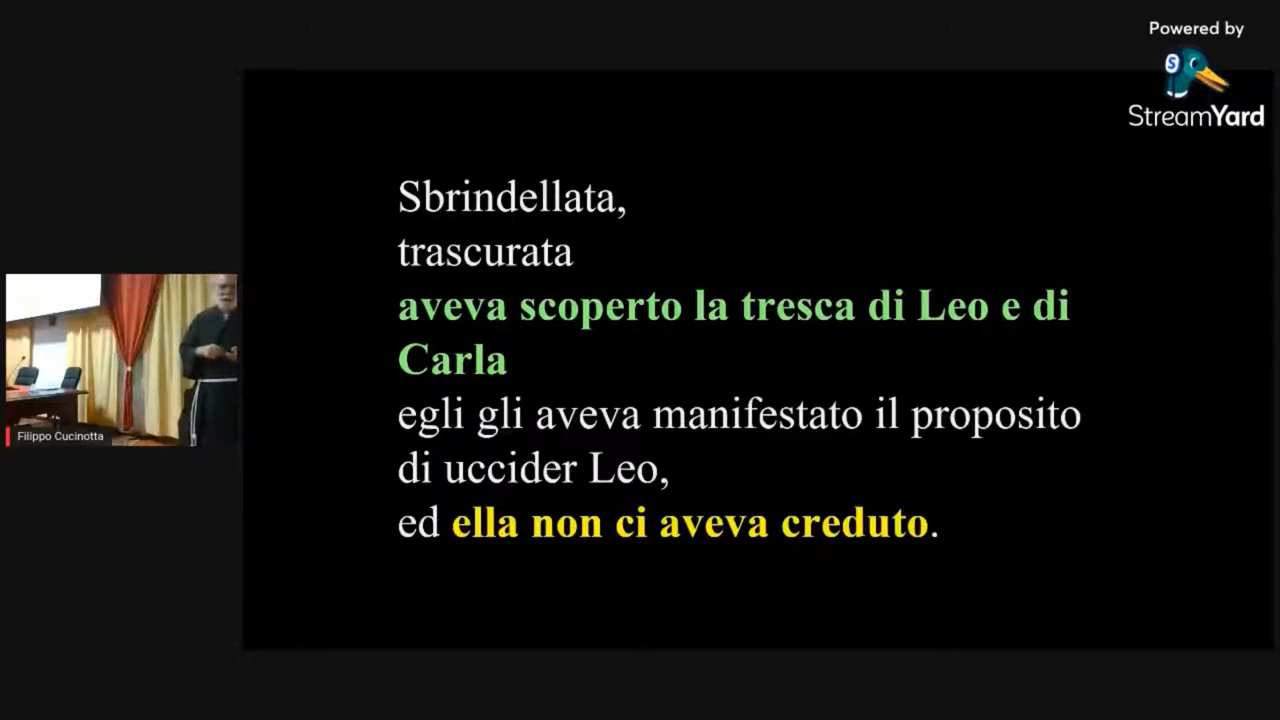 Powered by
StreamYard
Sbrindellata,
trascurata
aveva scoperto la tresca di Leo e di
Carla
egli gli aveva manifestato il proposito
di uccider Leo,
ed ella non ci aveva creduto.
Filippo Cucinotta